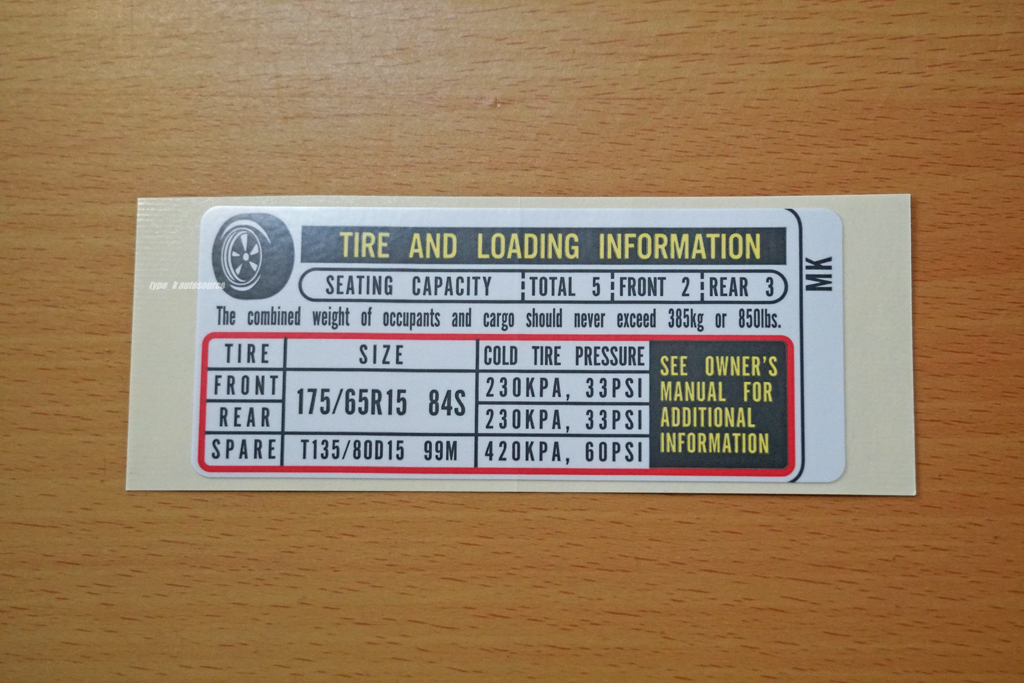 TIRE AND LOADING INFORMATION
SEATING CAPACITY TOTAL 5 FRONT 2 REAR 3
The combined weight of occupants and cargo should never exceed 385kg or 850lbs.
TIRE SIZE COLD TIRE PRESSURE
FRONT 175/65R15 84S 230KPA, 33PSI
REAR 230KPA, 33PSI
SPARE T135/80D15 99M 420KPA, 60PSI
SEE OWNER'S
MANUAL FOR
ADDITIONAL
INFORMATION
MK
type k autosource